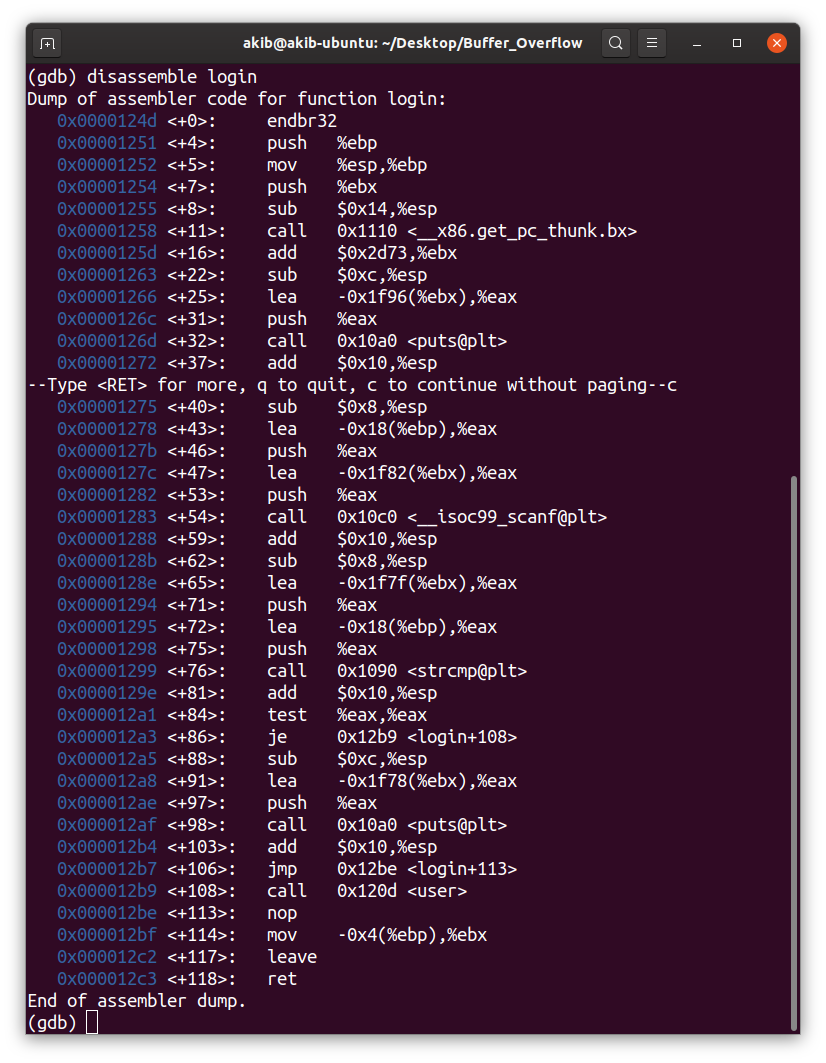 akib@akib-ubuntu: ~/Desktop/Buffer_Overflow
(gdb) disassemble login
Dump of assembler code for function login:
   0x0000124d <+0>:     endbr32
   0x00001251 <+4>:     push   %ebp
   0x00001252 <+5>:     mov    %esp,%ebp
   0x00001254 <+7>:     push   %ebx
   0x00001255 <+8>:     sub    $0x14,%esp
   0x00001258 <+11>:    call   0x1110 <__x86.get_pc_thunk.bx>
   0x0000125d <+16>:    add    $0x2d73,%ebx
   0x00001263 <+22>:    sub    $0xc,%esp
   0x00001266 <+25>:    lea    -0x1f96(%ebx),%eax
   0x0000126c <+31>:    push   %eax
   0x0000126d <+32>:    call   0x10a0 <puts@plt>
   0x00001272 <+37>:    add    $0x10,%esp
--Type <RET> for more, q to quit, c to continue without paging--c
   0x00001275 <+40>:    sub    $0x8,%esp
   0x00001278 <+43>:    lea    -0x18(%ebp),%eax
   0x0000127b <+46>:    push   %eax
   0x0000127c <+47>:    lea    -0x1f82(%ebx),%eax
   0x00001282 <+53>:    push   %eax
   0x00001283 <+54>:    call   0x10c0 <__isoc99_scanf@plt>
   0x00001288 <+59>:    add    $0x10,%esp
   0x0000128b <+62>:    sub    $0x8,%esp
   0x0000128e <+65>:    lea    -0x1f7f(%ebx),%eax
   0x00001294 <+71>:    push   %eax
   0x00001295 <+72>:    lea    -0x18(%ebp),%eax
   0x00001298 <+75>:    push   %eax
   0x00001299 <+76>:    call   0x1090 <strcmp@plt>
   0x0000129e <+81>:    add    $0x10,%esp
   0x000012a1 <+84>:    test   %eax,%eax
   0x000012a3 <+86>:    je     0x12b9 <login+108>
   0x000012a5 <+88>:    sub    $0xc,%esp
   0x000012a8 <+91>:    lea    -0x1f78(%ebx),%eax
   0x000012ae <+97>:    push   %eax
   0x000012af <+98>:    call   0x10a0 <puts@plt>
   0x000012b4 <+103>:   add    $0x10,%esp
   0x000012b7 <+106>:   jmp    0x12be <login+113>
   0x000012b9 <+108>:   call   0x120d <user>
   0x000012be <+113>:   nop
   0x000012bf <+114>:   mov    -0x4(%ebp),%ebx
   0x000012c2 <+117>:   leave
   0x000012c3 <+118>:   ret
End of assembler dump.
(gdb)